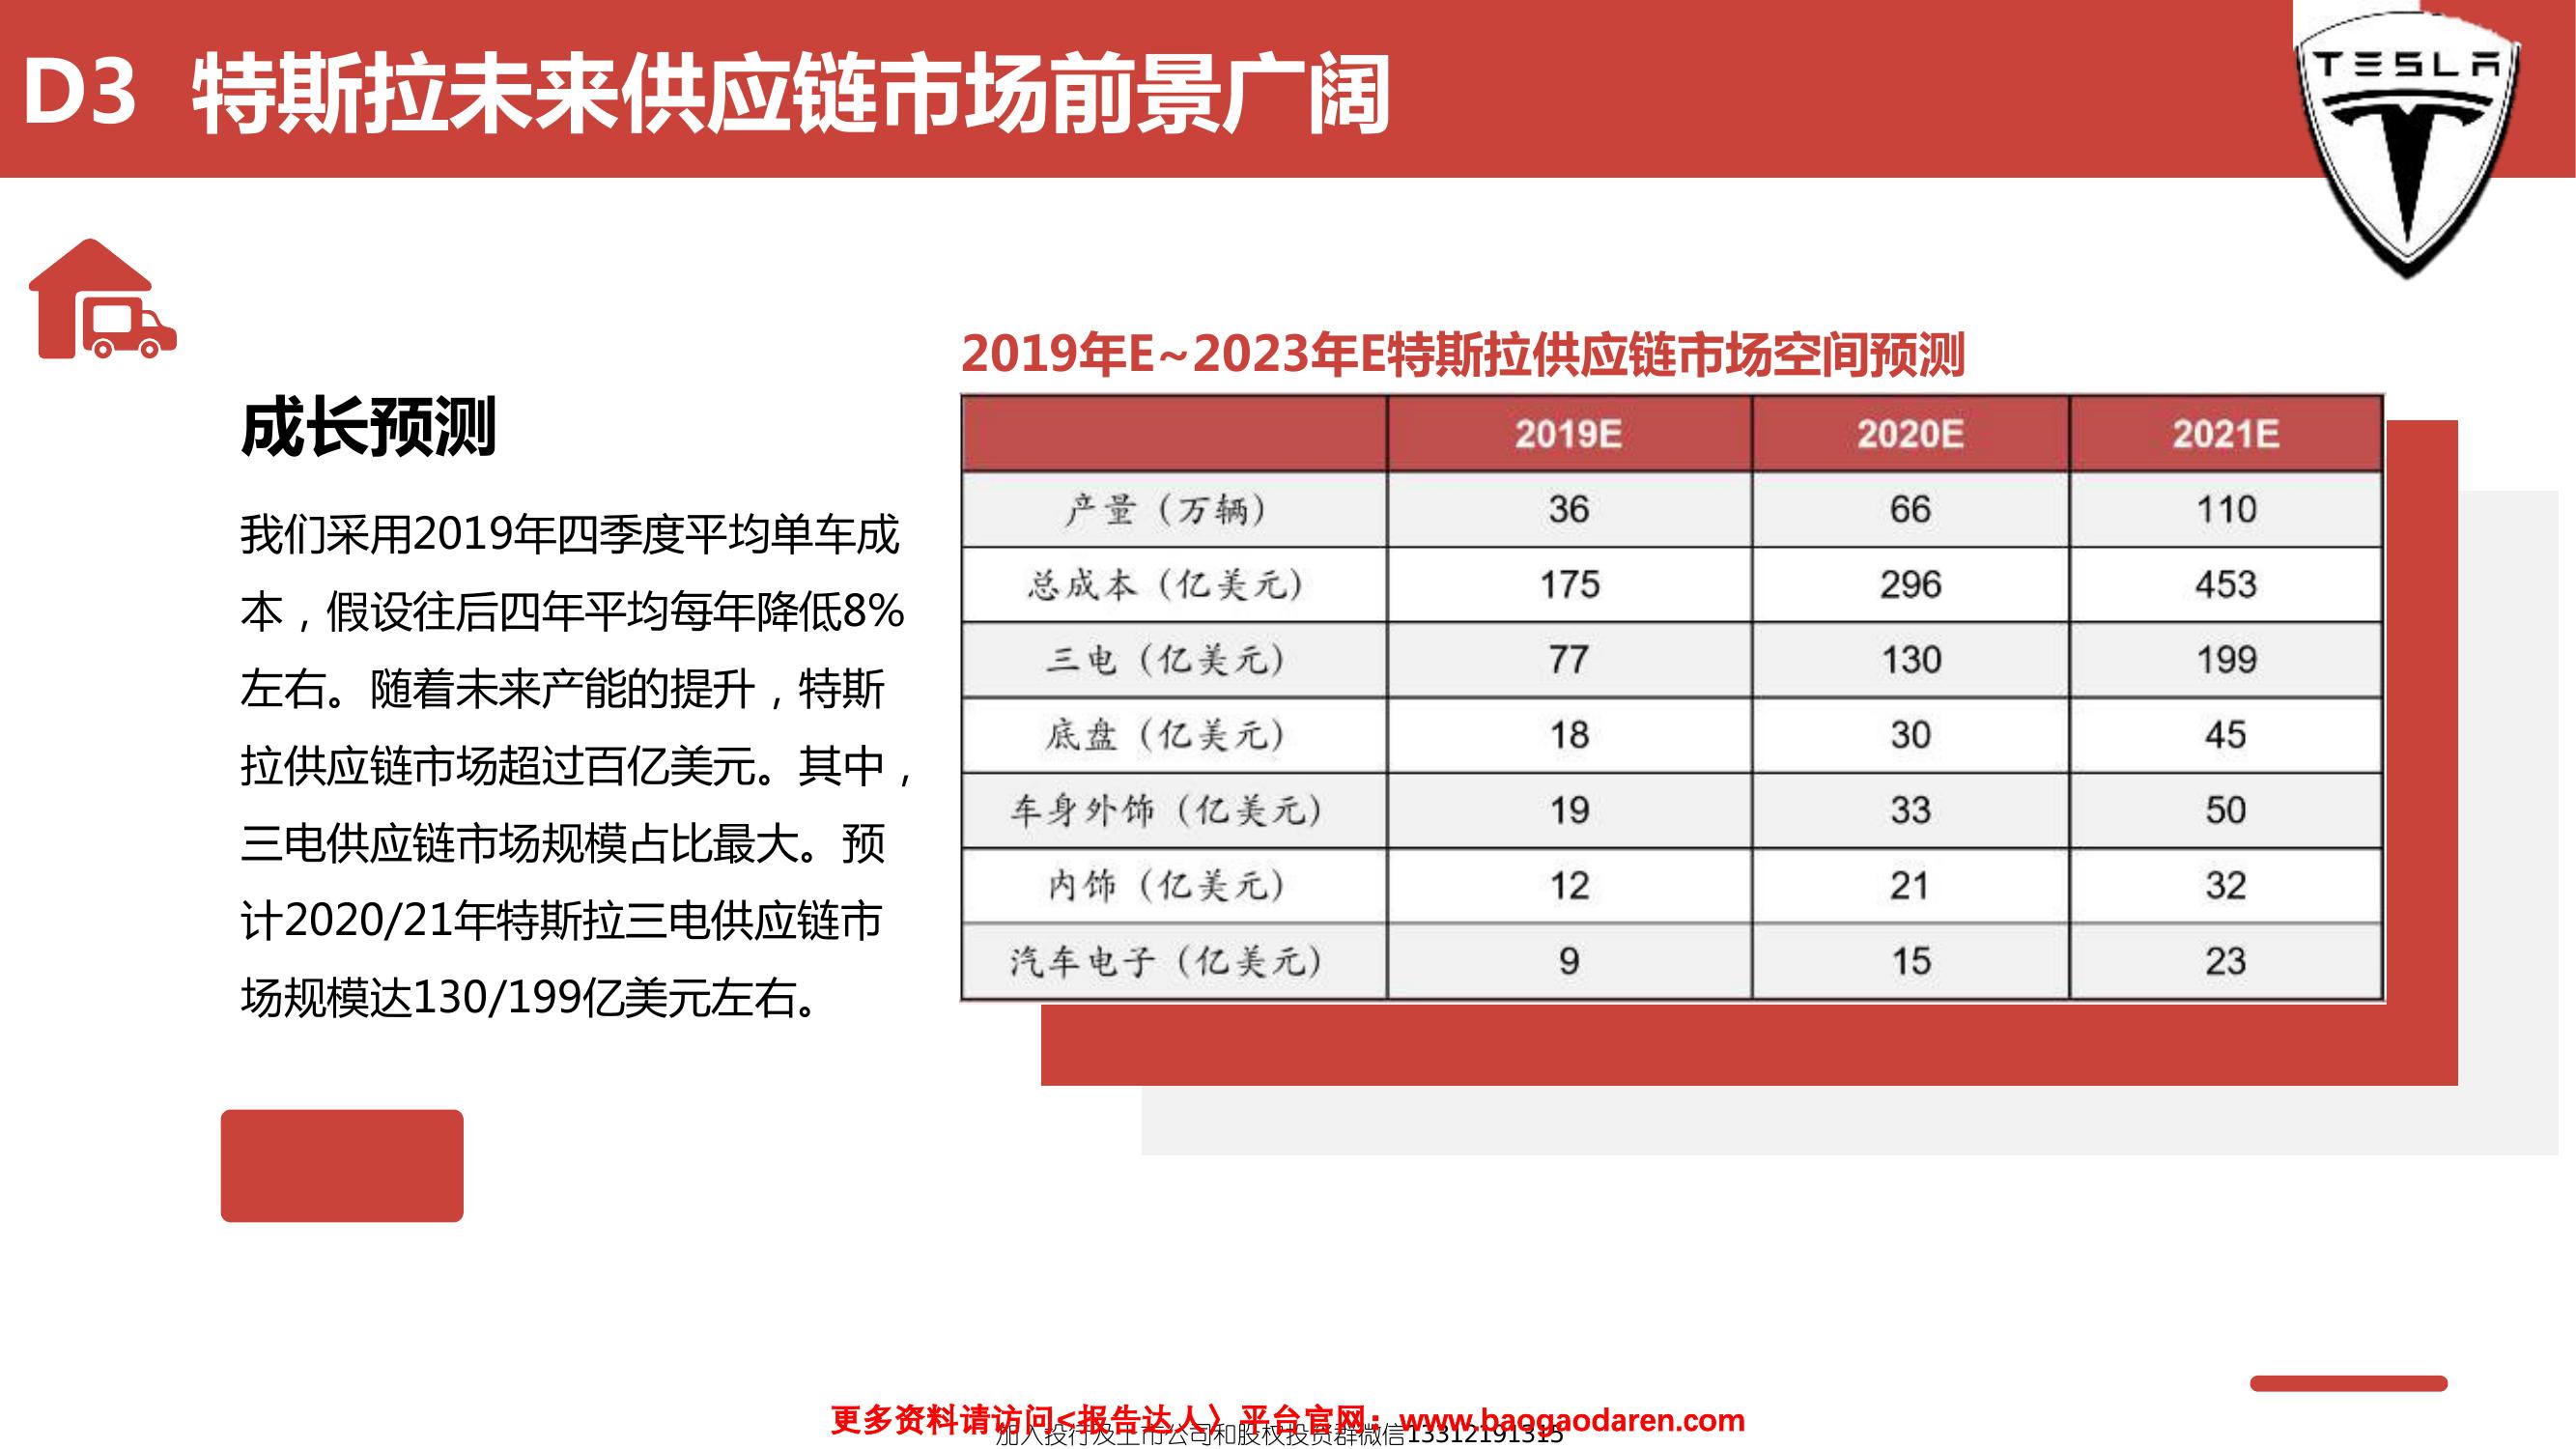 D3 特斯拉未来供应链市场前景广阔
TESLA
成长预测
我们采用2019年四季度平均单车成
本，假设往后四年平均每年降低8%
左右。随着未来产能的提升，特斯
拉供应链市场超过百亿美元。其中，
三电供应链市场规模占比最大。预
计2020/21年特斯拉三电供应链市
场规模达130/199亿美元左右。
2019年E~2023年E特斯拉供应链市场空间预测
2019E 2020E 2021E
产量（万辆） 36 66 110
总成本（亿美元） 175 296 453
三电（亿美元） 77 130 199
底盘（亿美元） 18 30 45
车身外饰（亿美元） 19 33 50
内饰（亿美元） 12 21 32
汽车电子（亿美元） 9 15 23
更多资料请访问<报告达人〉平台官网：www.baogaodaren.com
加入投行及上市公司和股权投资群微信13312191315